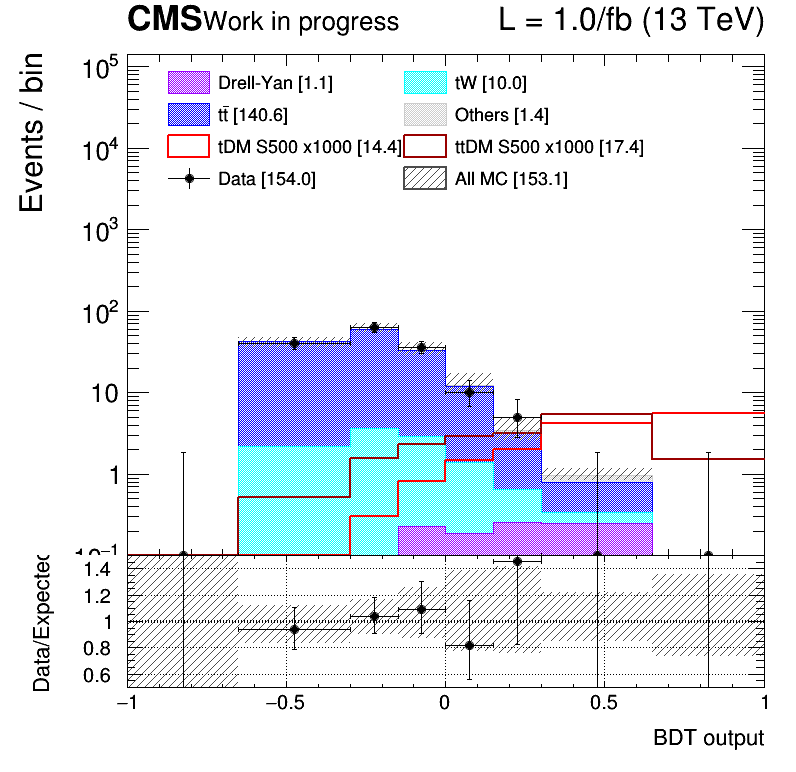 CMS Work in progress L = 1.0/fb (13 TeV)
Events / bin
Drell-Yan [1.1] tW [10.0]
tt̄ [140.6] Others [1.4]
tDM S500 x1000 [14.4] ttDM S500 x1000 [17.4]
Data [154.0] All MC [153.1]
10⁵
10⁴
10³
10²
10
1
10⁻¹
Data/Expected
1.4
1.2
1
0.8
0.6
−1 −0.5 0 0.5 1
BDT output